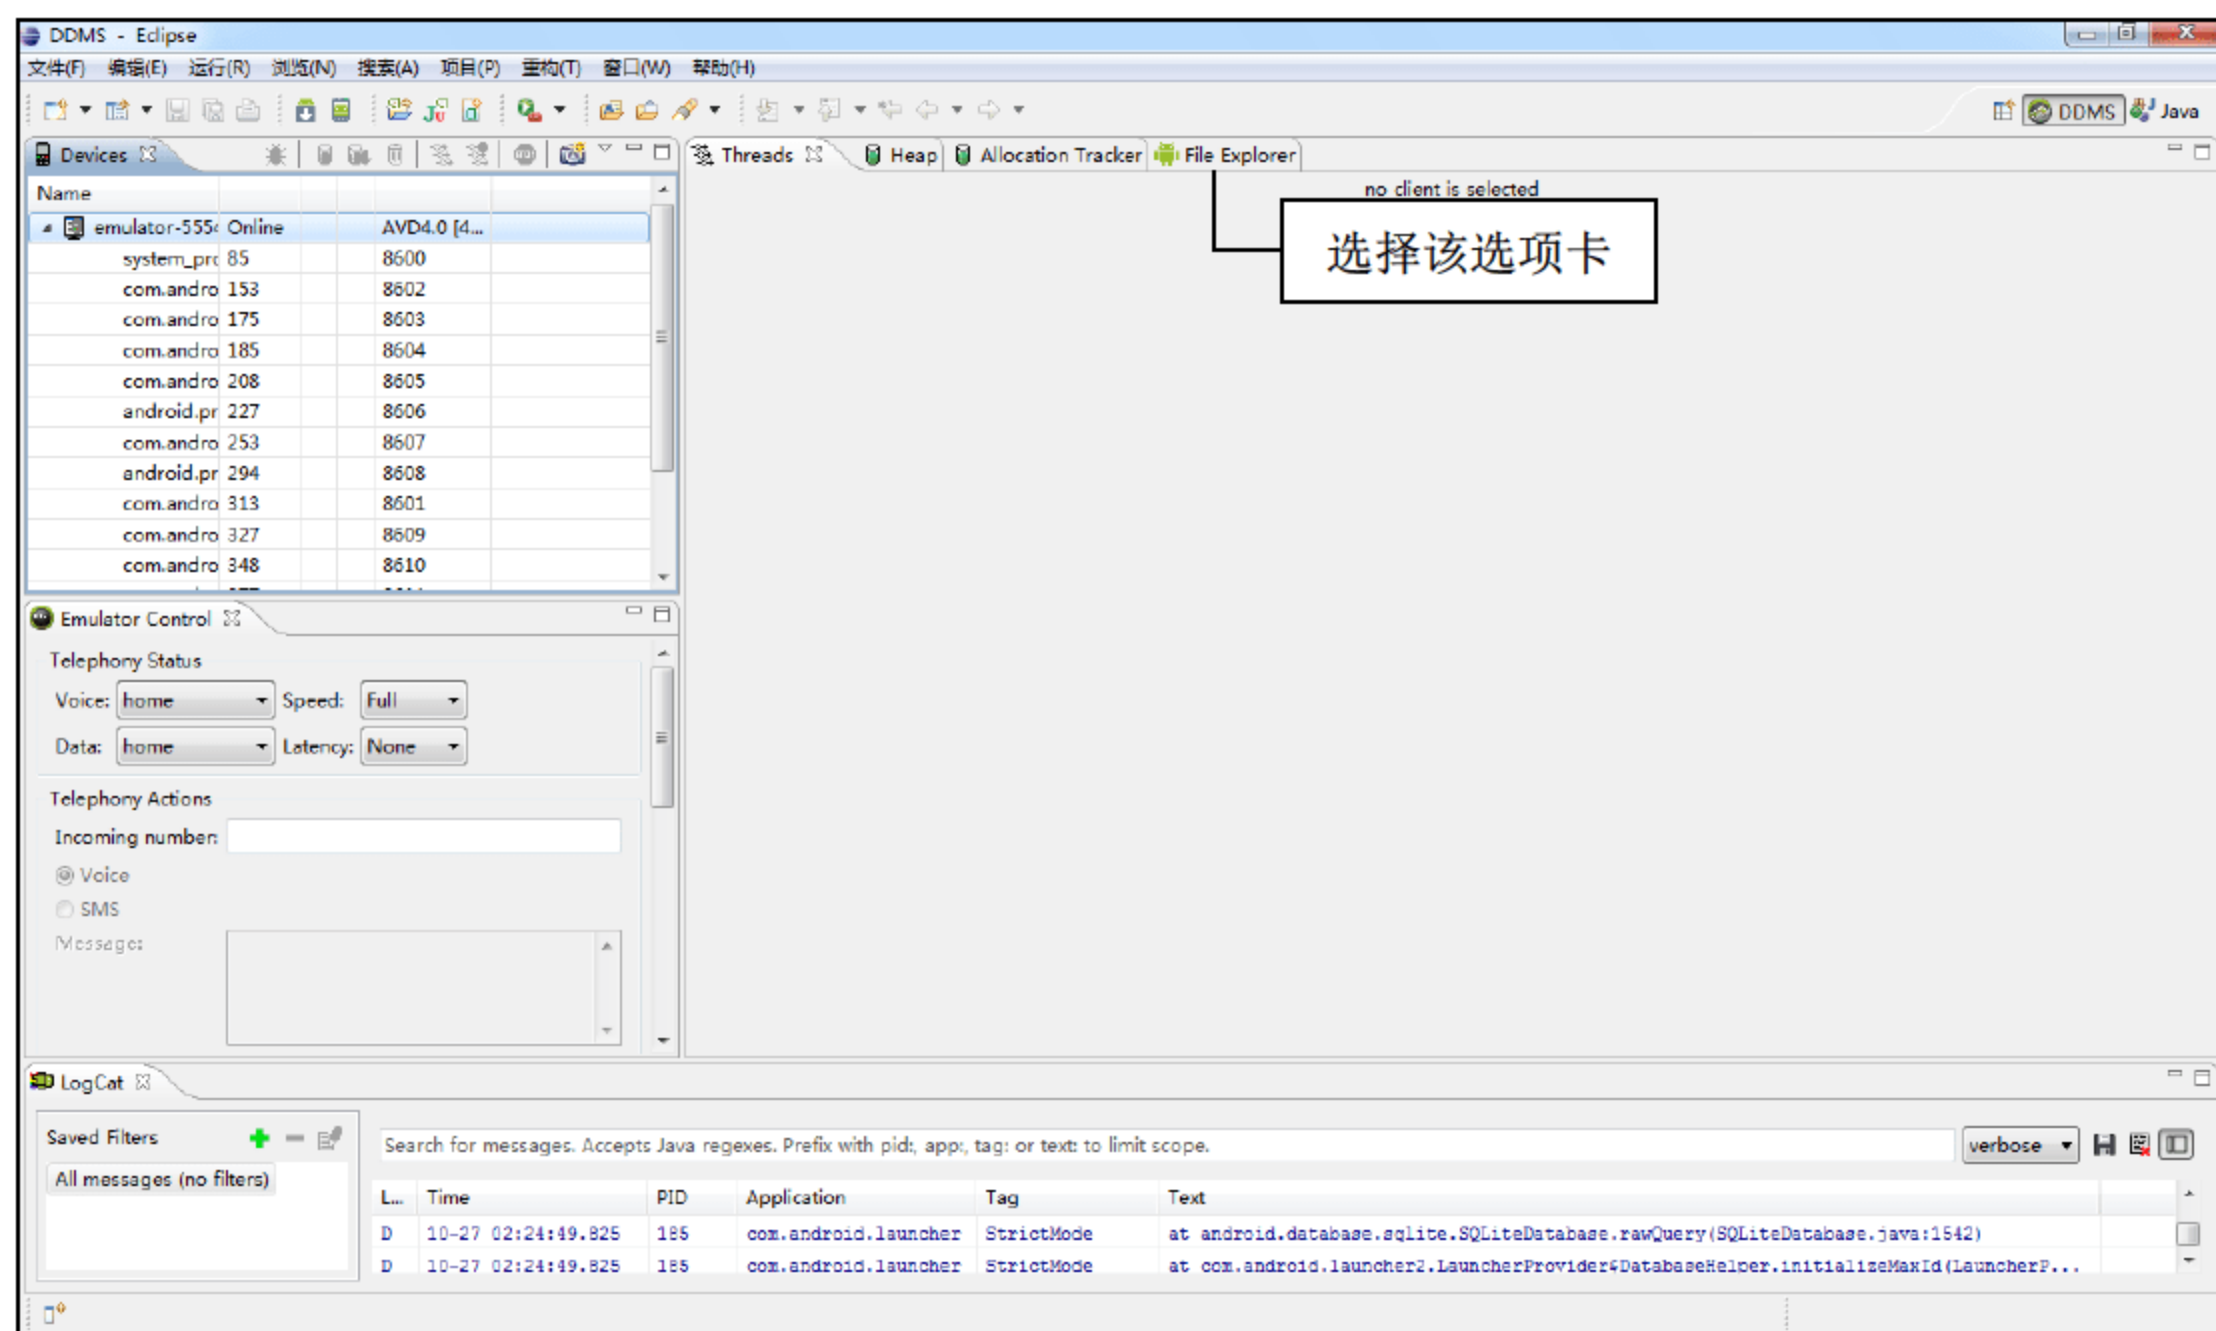 DDMS - Eclipse
文件(F) 编辑(E) 运行(R) 浏览(N) 搜索(A) 项目(P) 重构(T) 窗口(W) 帮助(H)
DDMS Java
Devices
Threads Heap Allocation Tracker File Explorer
Name
no client is selected
选择该选项卡
emulator-5554 Online AVD4.0 [4...
system_pro 85 8600
com.andro 153 8602
com.andro 175 8603
com.andro 185 8604
com.andro 208 8605
android.pr 227 8606
com.andro 253 8607
android.pr 294 8608
com.andro 313 8601
com.andro 327 8609
com.andro 348 8610
Emulator Control
Telephony Status
Voice: home Speed: Full
Data: home Latency: None
Telephony Actions
Incoming number:
Voice
SMS
Message:
LogCat
Saved Filters
All messages (no filters)
Search for messages. Accepts Java regexes. Prefix with pid:, app:, tag: or text: to limit scope.
verbose
L... Time PID Application Tag Text
D 10-27 02:24:49.825 185 com.android.launcher StrictMode at android.database.sqlite.SQLiteDatabase.rawQuery(SQLiteDatabase.java:1542)
D 10-27 02:24:49.825 185 com.android.launcher StrictMode at com.android.launcher2.LauncherProvider$DatabaseHelper.initializeMaxId(LauncherP...